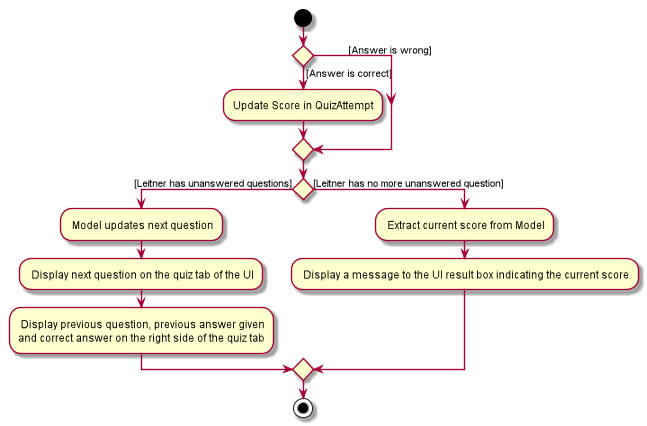 [Answer is wrong]
[Answer is correct]
Update Score in QuizAttempt
[Leitner has unanswered questions]
[Leitner has no more unanswered question]
Model updates next question
Extract current score from Model
Display next question on the quiz tab of the UI
Display a message to the UI result box indicating the current score
Display previous question, previous answer given
and correct answer on the right side of the quiz tab